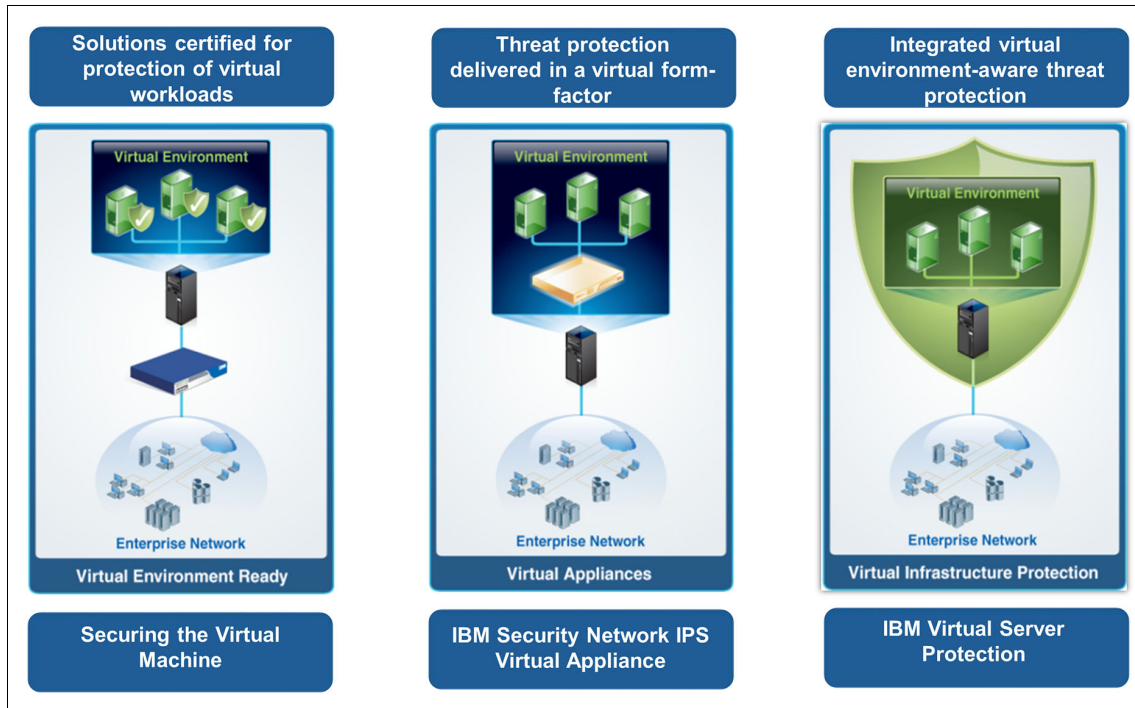 Solutions certified for
protection of virtual
workloads
Virtual Environment
Enterprise Network
Virtual Environment Ready
Securing the Virtual
Machine
Threat protection
delivered in a virtual form-
factor
Virtual Environment
Enterprise Network
Virtual Appliances
IBM Security Network IPS
Virtual Appliance
Integrated virtual
environment-aware threat
protection
Virtual Environment
Enterprise Network
Virtual Infrastructure Protection
IBM Virtual Server
Protection